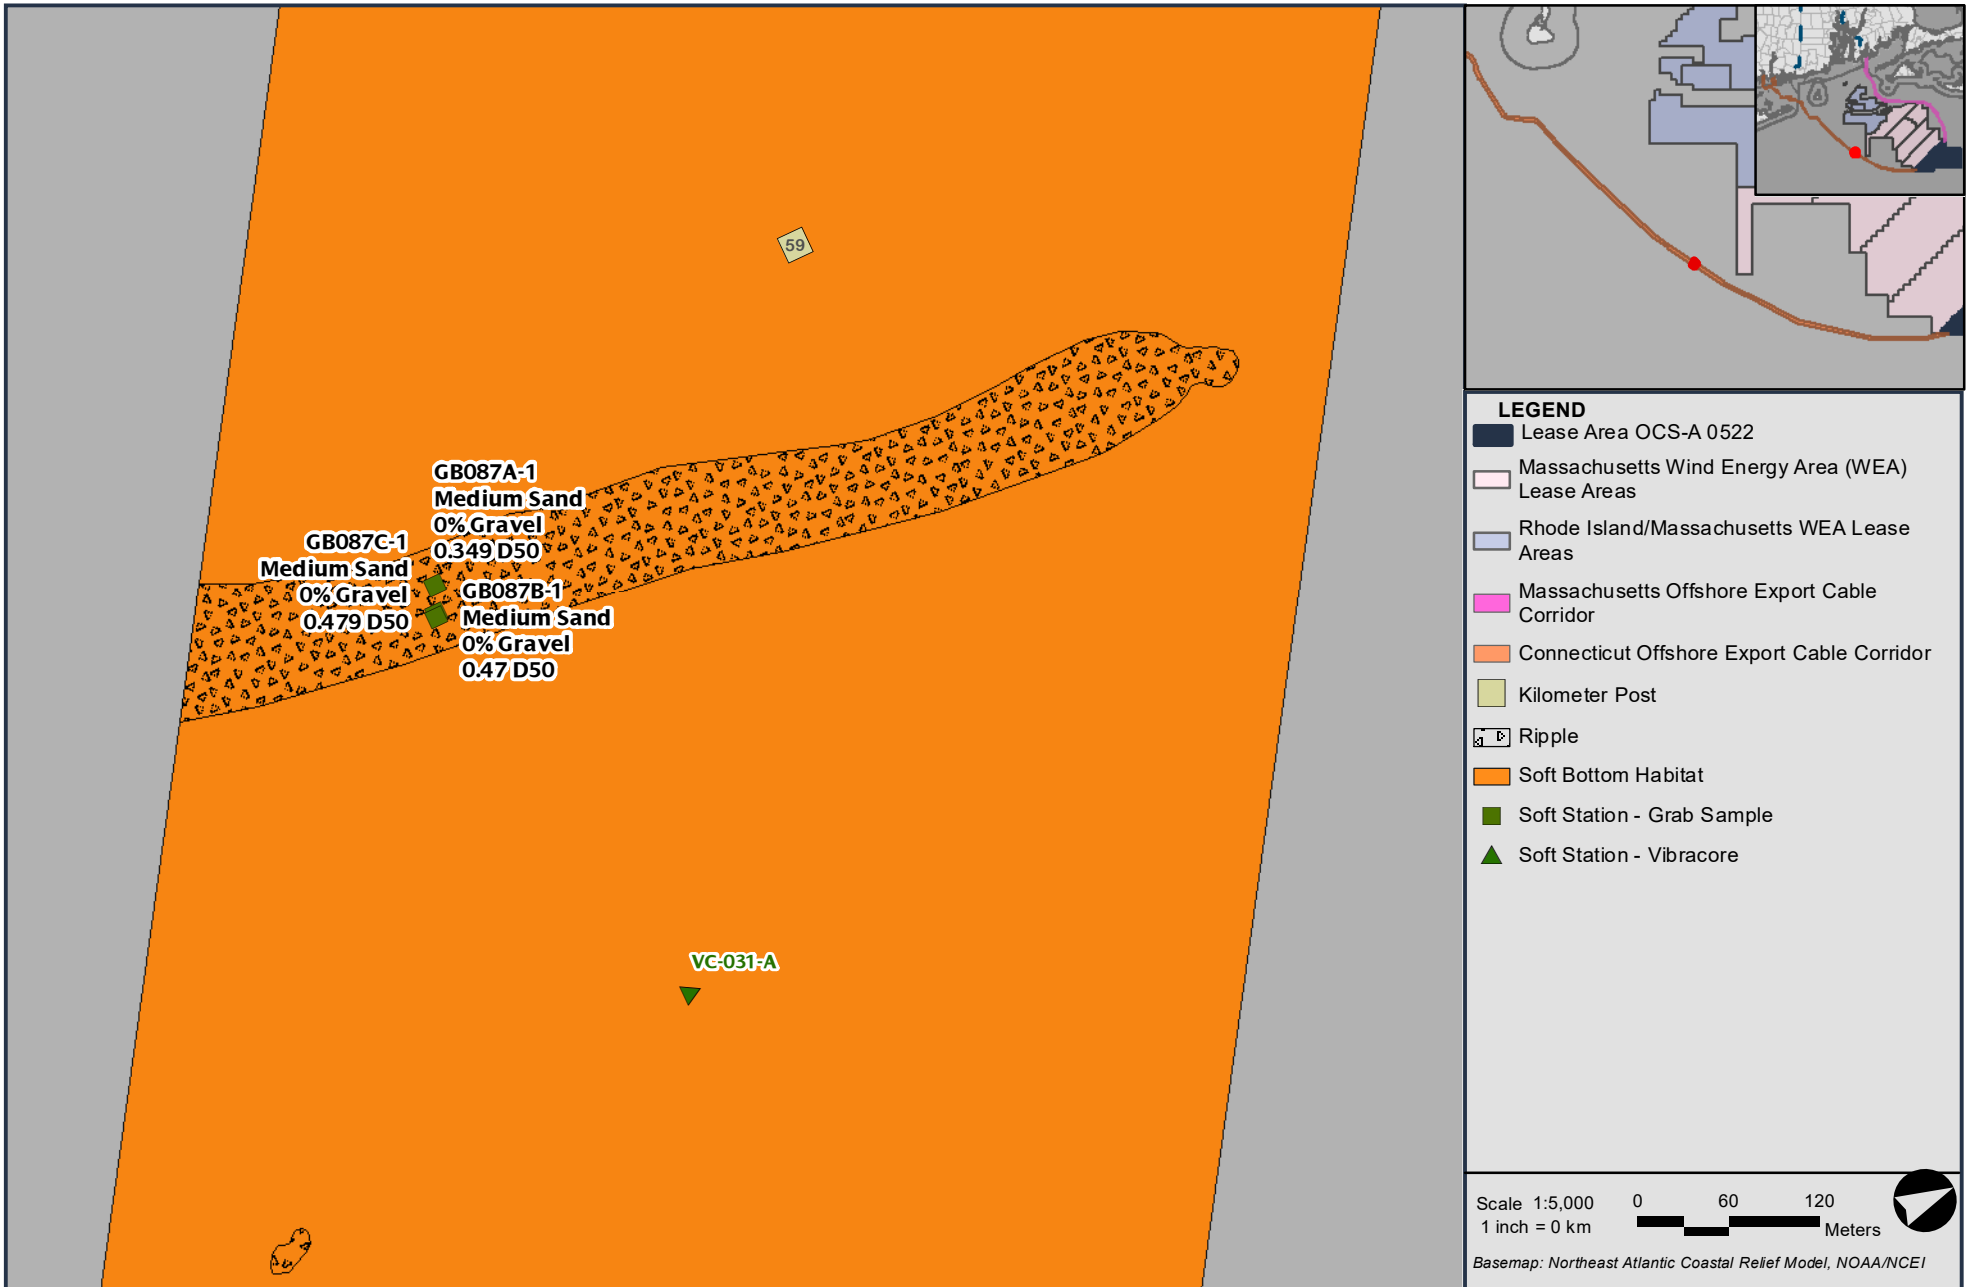 59
GB087A-1
Medium Sand
0% Gravel
0.349 D50
GB087C-1
Medium Sand
0% Gravel
0.479 D50
GB087B-1
Medium Sand
0% Gravel
0.47 D50
VC-031-A
LEGEND
Lease Area OCS-A 0522
Massachusetts Wind Energy Area (WEA)
Lease Areas
Rhode Island/Massachusetts WEA Lease
Areas
Massachusetts Offshore Export Cable
Corridor
Connecticut Offshore Export Cable Corridor
Kilometer Post
Ripple
Soft Bottom Habitat
Soft Station - Grab Sample
Soft Station - Vibracore
Scale 1:5,000
1 inch = 0 km
0 60 120
Meters
Basemap: Northeast Atlantic Coastal Relief Model, NOAA/NCEI